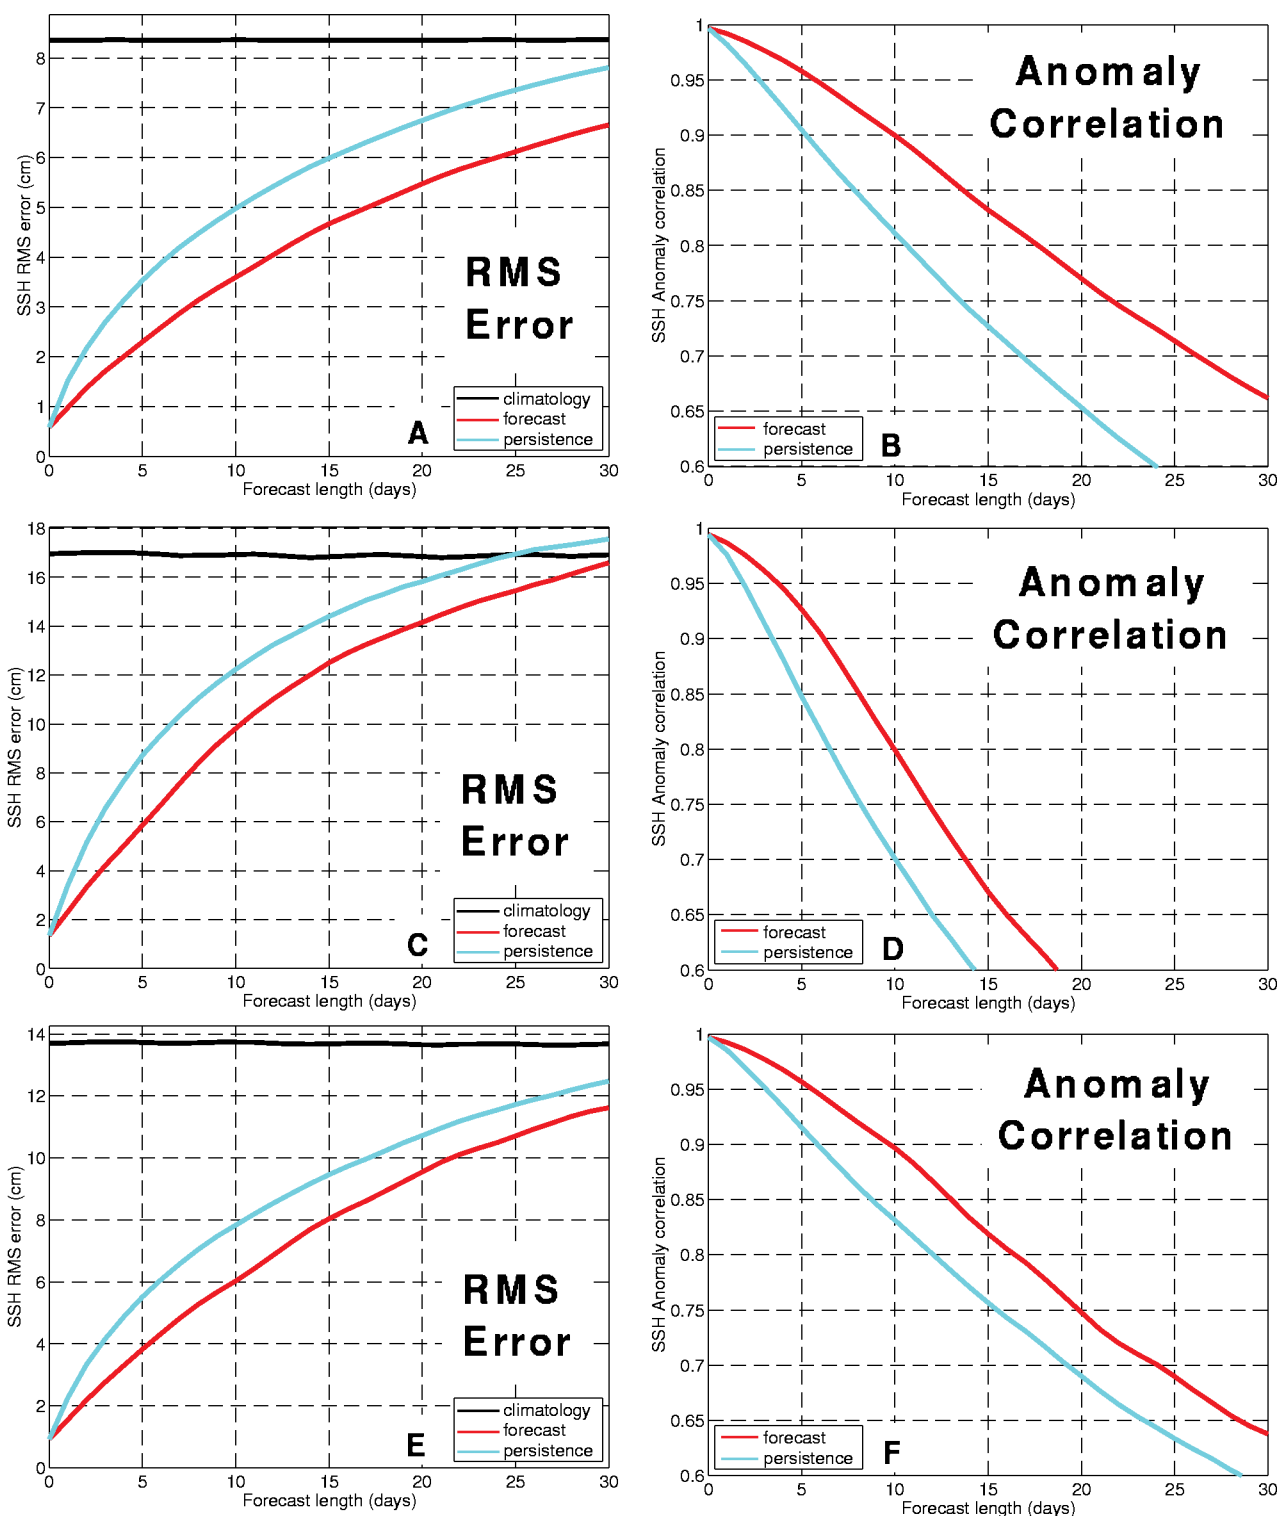 8
7
6
5
4
3
2
1
0
SSH RMS error (cm)
RMS
Error
climatology
forecast
persistence
A
0 5 10 15 20 25 30
Forecast length (days)
1
0.95
0.9
0.85
0.8
0.75
0.7
0.65
0.6
SSH Anomaly correlation
Anomaly
Correlation
forecast
persistence
B
0 5 10 15 20 25 30
Forecast length (days)
18
16
14
12
10
8
6
4
2
0
SSH RMS error (cm)
RMS
Error
climatology
forecast
persistence
C
0 5 10 15 20 25 30
Forecast length (days)
1
0.95
0.9
0.85
0.8
0.75
0.7
0.65
0.6
SSH Anomaly correlation
Anomaly
Correlation
forecast
persistence
D
0 5 10 15 20 25 30
Forecast length (days)
14
12
10
8
6
4
2
0
SSH RMS error (cm)
RMS
Error
climatology
forecast
persistence
E
0 5 10 15 20 25 30
Forecast length (days)
1
0.95
0.9
0.85
0.8
0.75
0.7
0.65
0.6
SSH Anomaly correlation
Anomaly
Correlation
forecast
persistence
F
0 5 10 15 20 25 30
Forecast length (days)